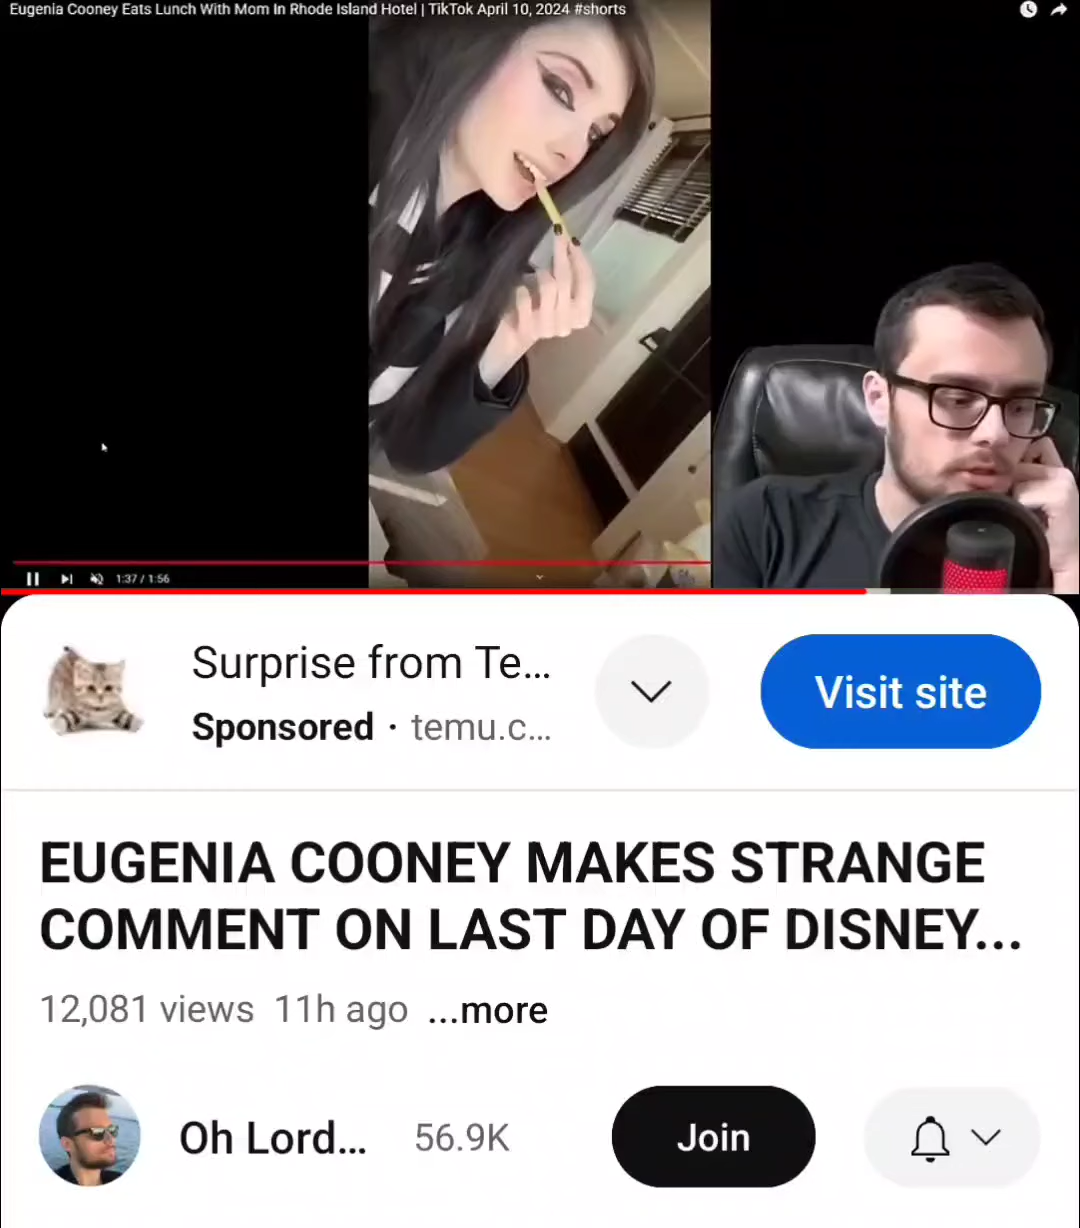 Eugenia Cooney Eats Lunch With Mom In Rhode Island Hotel | TikTok April 10, 2024 #shorts
1:37 / 1:56
Surprise from Te...
Sponsored · temu.c...
Visit site
EUGENIA COONEY MAKES STRANGE
COMMENT ON LAST DAY OF DISNEY...
12,081 views 11h ago ...more
Oh Lord... 56.9K
Join